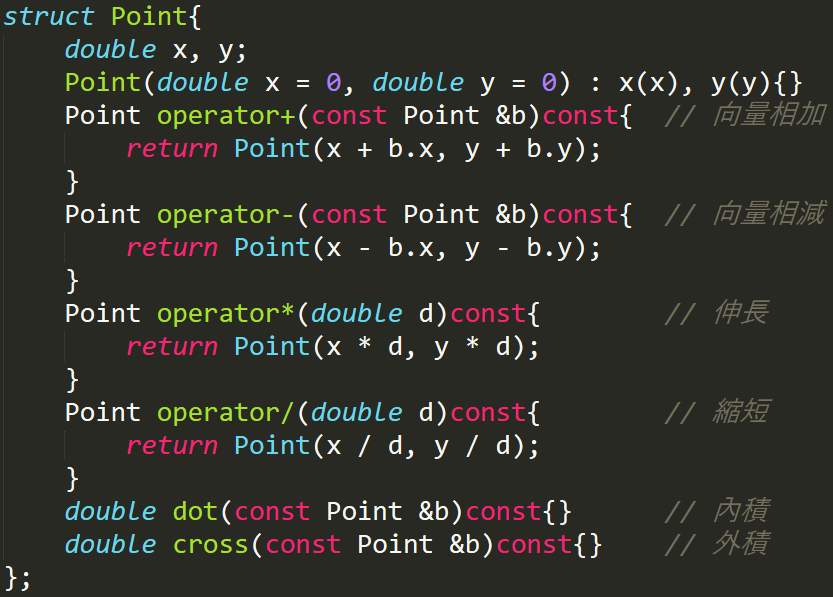 struct Point{
    double x, y;
    Point(double x = 0, double y = 0) : x(x), y(y){}
    Point operator+(const Point &b)const{  // 向量相加
        return Point(x + b.x, y + b.y);
    }
    Point operator-(const Point &b)const{  // 向量相減
        return Point(x - b.x, y - b.y);
    }
    Point operator*(double d)const{        // 伸長
        return Point(x * d, y * d);
    }
    Point operator/(double d)const{        // 縮短
        return Point(x / d, y / d);
    }
    double dot(const Point &b)const{}      // 內積
    double cross(const Point &b)const{}    // 外積
};